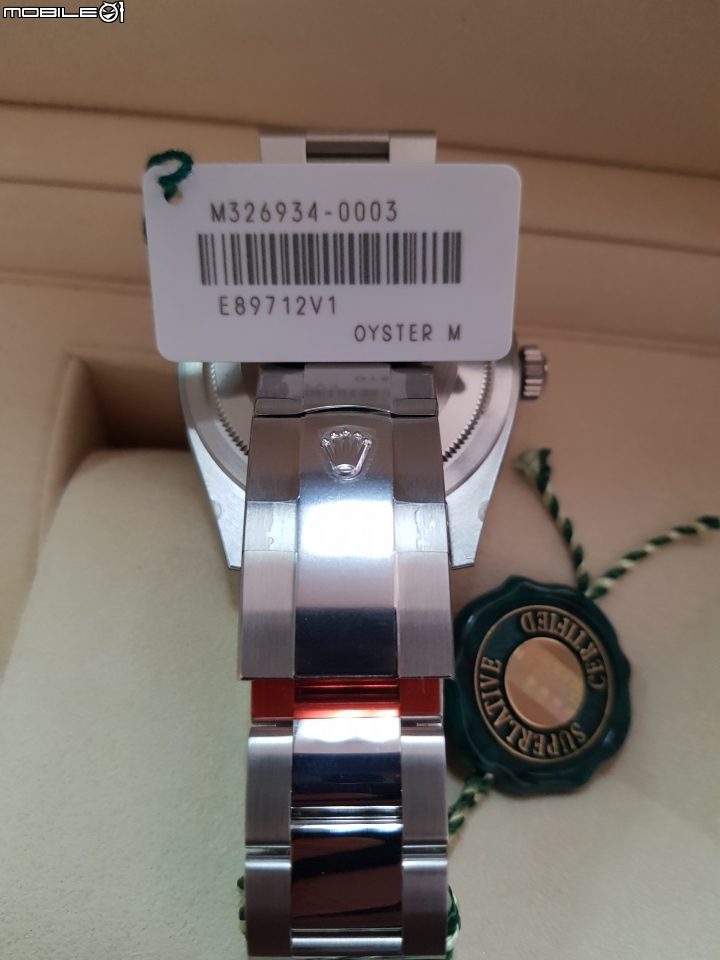 MOBILE01
M326934-0003
E89712V1
OYSTER M
SUPERLATIVE
CERTIFIED